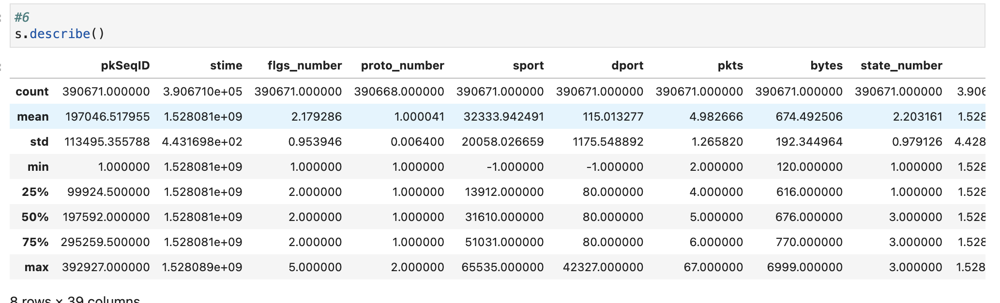 #6
s.describe()
pkSeqID stime flgs_number proto_number sport dport pkts bytes state_number
count 390671.000000 3.906710e+05 390671.000000 390668.000000 390671.000000 390671.000000 390671.000000 390671.000000 390671.000000 3.906
mean 197046.517955 1.528081e+09 2.179286 1.000041 32333.942491 115.013277 4.982666 674.492506 2.203161 1.528
std 113495.355788 4.431698e+02 0.953946 0.006400 20058.026659 1175.548892 1.265820 192.344964 0.979126 4.428
min 1.000000 1.528081e+09 1.000000 1.000000 -1.000000 -1.000000 2.000000 120.000000 1.000000 1.528
25% 99924.500000 1.528081e+09 2.000000 1.000000 13912.000000 80.000000 4.000000 616.000000 1.000000 1.528
50% 197592.000000 1.528081e+09 2.000000 1.000000 31610.000000 80.000000 5.000000 676.000000 3.000000 1.528
75% 295259.500000 1.528081e+09 2.000000 1.000000 51031.000000 80.000000 6.000000 770.000000 3.000000 1.528
max 392927.000000 1.528089e+09 5.000000 2.000000 65535.000000 42327.000000 67.000000 6999.000000 3.000000 1.528
8 rows × 39 columns